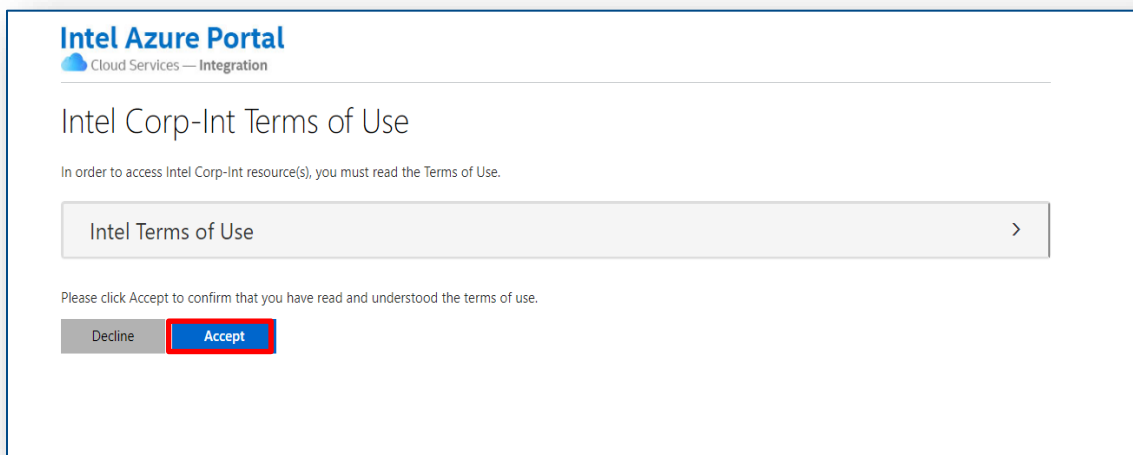 Intel Azure Portal
Cloud Services — Integration
Intel Corp-Int Terms of Use
In order to access Intel Corp-Int resource(s), you must read the Terms of Use.
Intel Terms of Use
Please click Accept to confirm that you have read and understood the terms of use.
Decline Accept